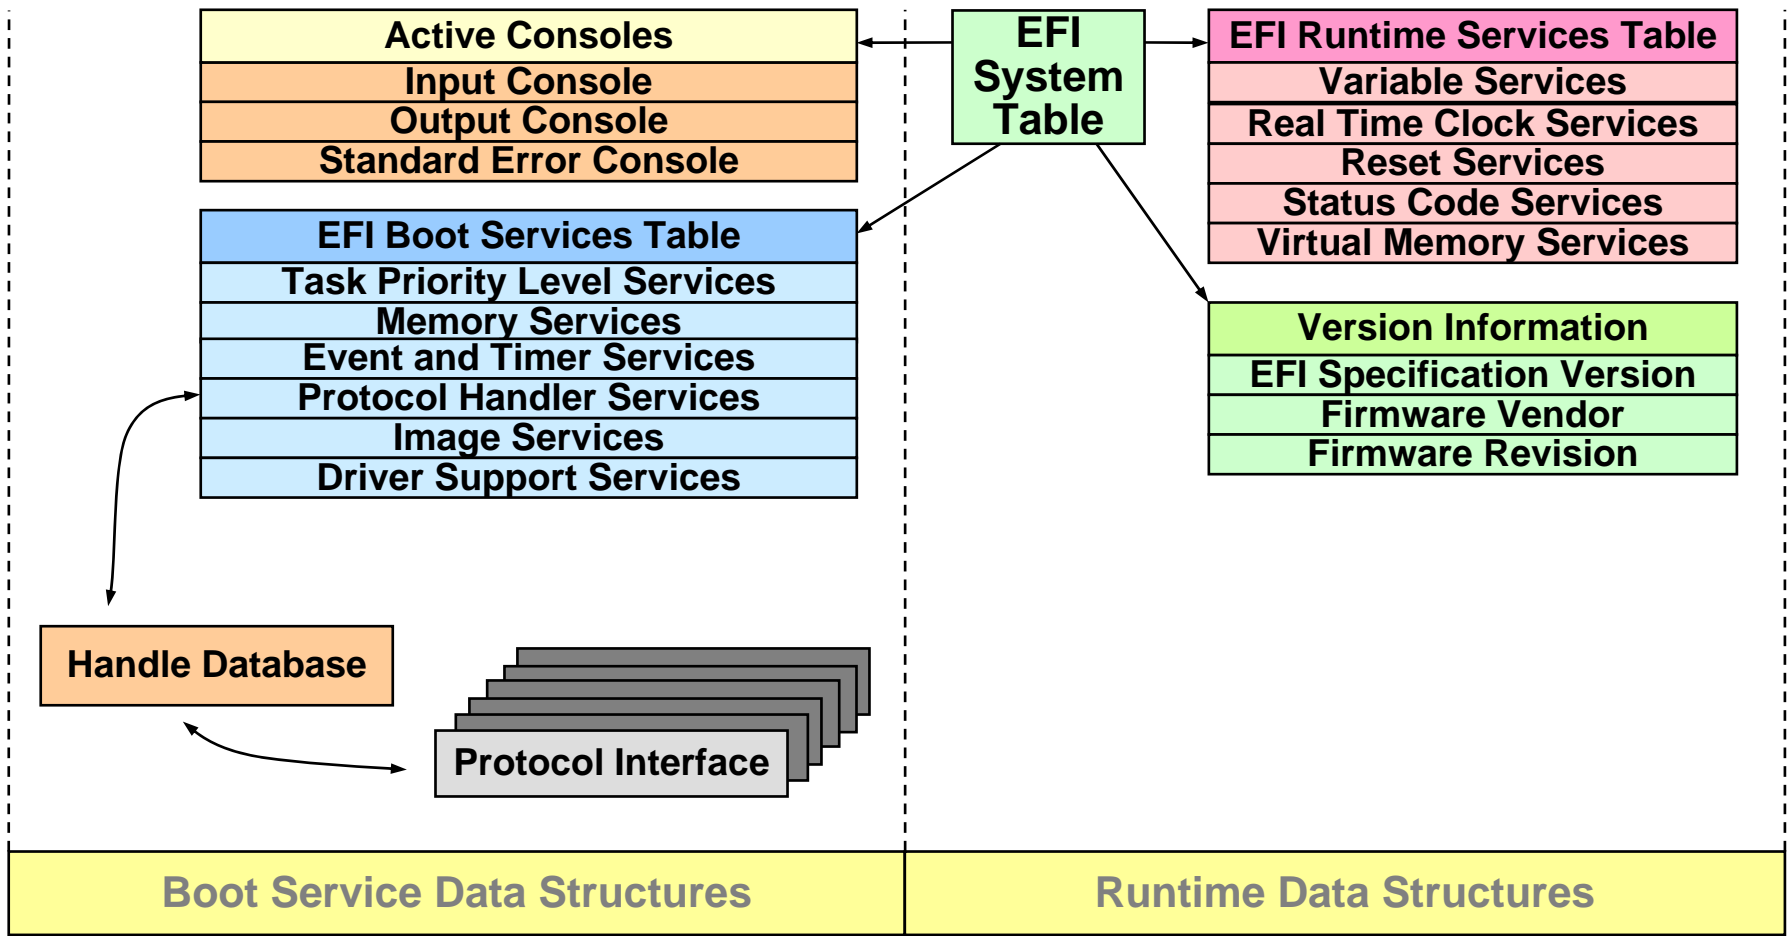 Active Consoles
Input Console
Output Console
Standard Error Console
EFI
System
Table
EFI Runtime Services Table
Variable Services
Real Time Clock Services
Reset Services
Status Code Services
Virtual Memory Services
EFI Boot Services Table
Task Priority Level Services
Memory Services
Event and Timer Services
Protocol Handler Services
Image Services
Driver Support Services
Version Information
EFI Specification Version
Firmware Vendor
Firmware Revision
Handle Database
Protocol Interface
Boot Service Data Structures
Runtime Data Structures